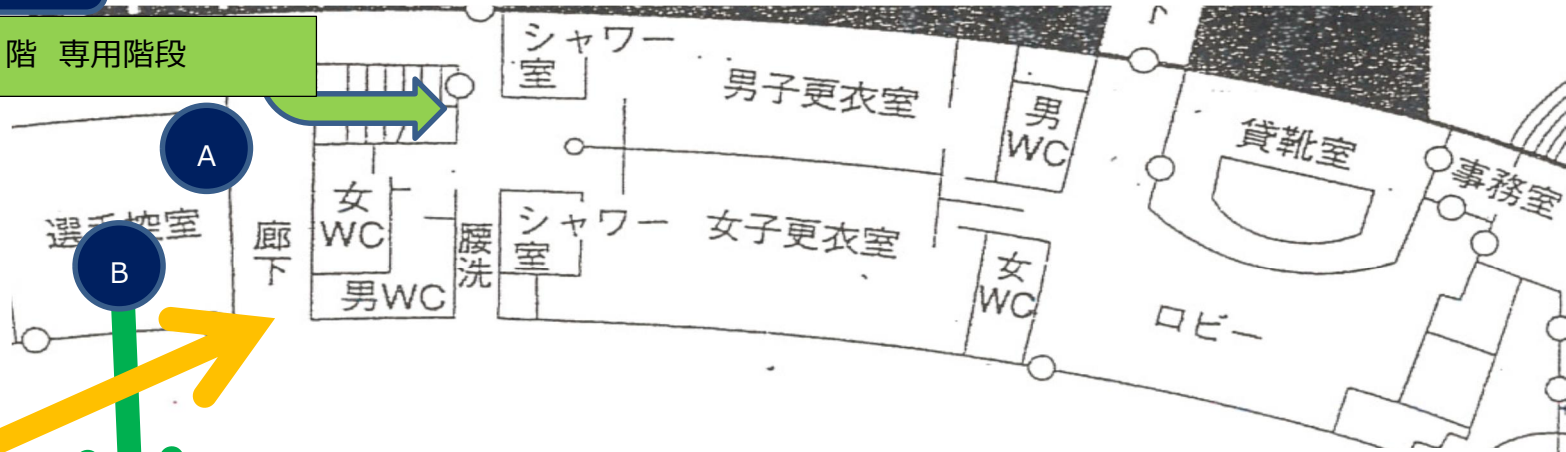 階 専用階段
シャワー
室
男子更衣室
男
WC
貸靴室
事務室
A
選手控室
B
廊
下
女
WC
男WC
腰
洗
シャワー
室
女子更衣室
女
WC
ロビー